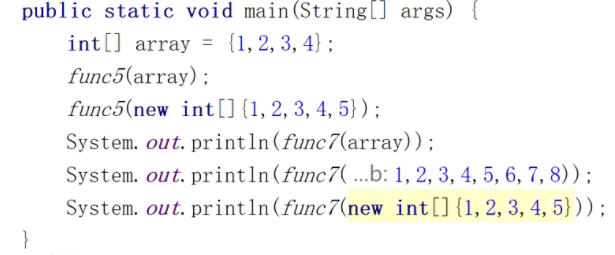 public static void main(String[] args) {
int[] array = {1,2,3,4};
func5(array);
func5(new int[]{1,2,3,4,5});
System.out.println(func7(array));
System.out.println(func7( ...b: 1,2,3,4,5,6,7,8));
System.out.println(func7(new int[]{1,2,3,4,5}));
}